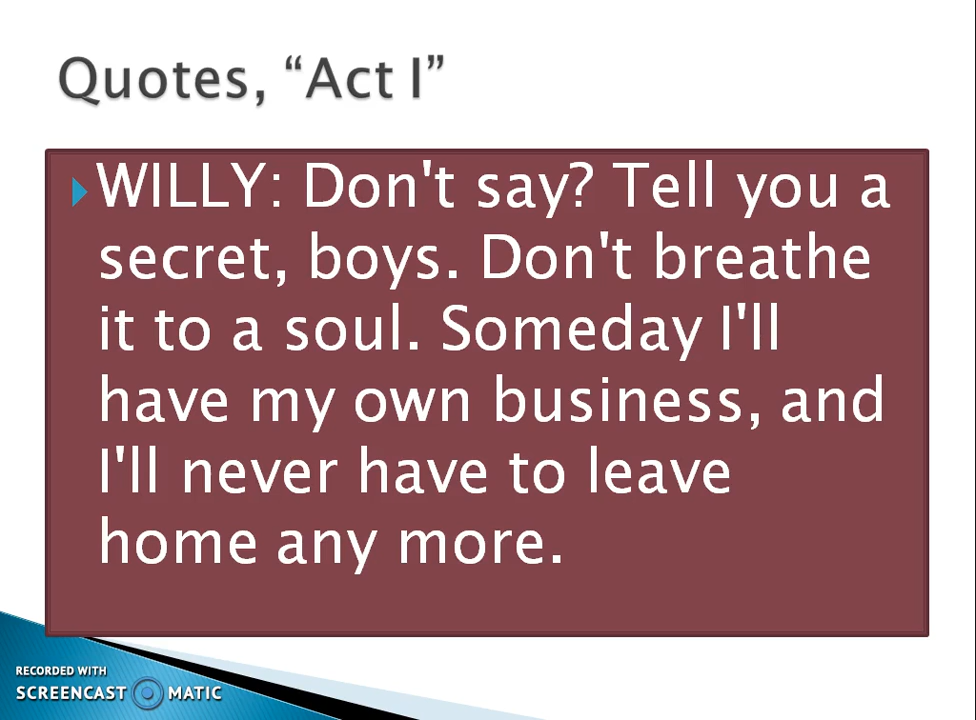 Quotes, “Act I”
WILLY: Don't say? Tell you a
secret, boys. Don't breathe
it to a soul. Someday I'll
have my own business, and
I'll never have to leave
home any more.
RECORDED WITH
SCREENCAST MATIC